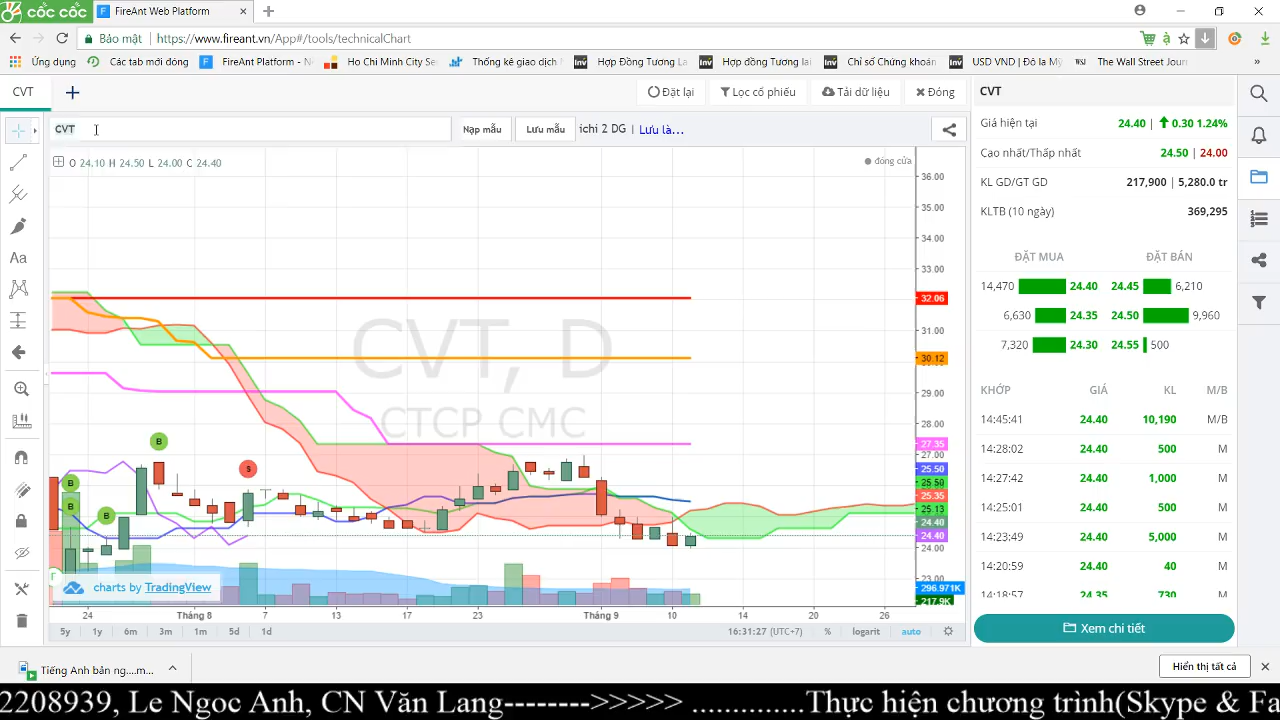 cốc cốc
FireAnt Web Platform
Bảo mật
https://www.fireant.vn/App#/tools/technicalChart
Ứng dụng
Các bài mới đăng
FireAnt Platform - N
Ho Chi Minh City Se
Thống kê giao dịch
Hợp Đồng Tương La
Hợp đồng Tương lai
Chỉ số Chứng khoán
USD VND | Đô la Mỹ
The Wall Street Jour
CVT
Đặt lại
Lọc cổ phiếu
Tải dữ liệu
Đóng
CVT
CVT
Nạp mẫu
Lưu mẫu
ichi 2 DG | Lưu là...
O 24.10 H 24.50 L 24.00 C 24.40
đóng cửa
CVT, D
CTCP CMC
36.00
35.00
34.00
33.00
32.06
31.00
30.12
29.00
28.00
27.35
27.00
25.50
25.50
25.35
25.13
24.40
24.40
24.00
23.00
296.971K
217.9K
B
B
B
B
S
charts by TradingView
24
Tháng 8
7
13
17
23
Tháng 9
10
14
20
26
5y
1y
6m
3m
1m
5d
1d
16:31:27 (UTC+7)
%
logarit
auto
Giá hiện tại
24.40 | 0.30 1.24%
Cao nhất/Thấp nhất
24.50 | 24.00
KL GD/GT GD
217,900 | 5,280.0 tr
KLTB (10 ngày)
369,295
ĐẶT MUA
ĐẶT BÁN
14,470 24.40 24.45 6,210
6,630 24.35 24.50 9,960
7,320 24.30 24.55 500
KHỚP GIÁ KL M/B
14:45:41 24.40 10,190 M/B
14:28:02 24.40 500 M
14:27:42 24.40 1,000 M
14:25:01 24.40 500 M
14:23:49 24.40 5,000 M
14:20:59 24.40 40 M
14:18:57 24.35 730 M
Xem chi tiết
Tiếng Anh bản ng...m...
Hiển thị tất cả
2208939, Le Ngoc Anh, CN Văn Lang-------->>>>> .............Thực hiện chương trình(Skype & Fa